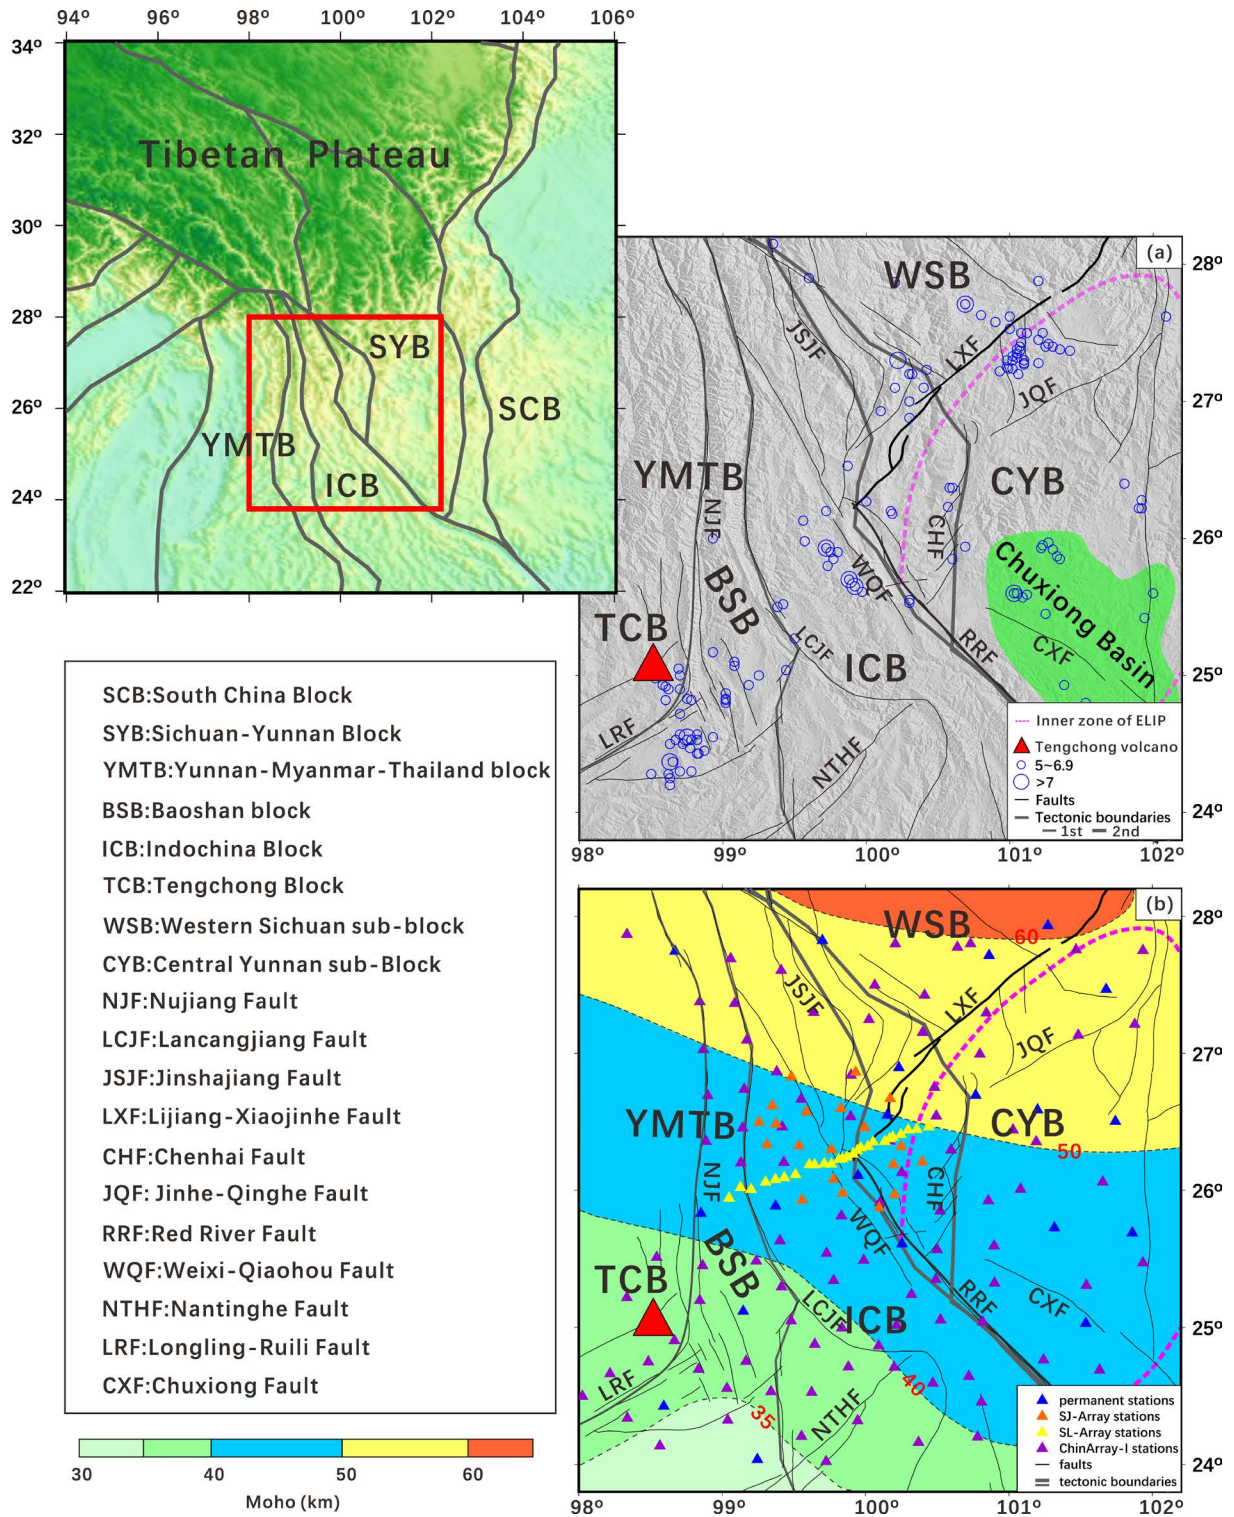 94° 96° 98° 100° 102° 104° 106°
34°
32°
30°
28°
26°
24°
22°
Tibetan Plateau
SYB
SCB
YMTB
ICB
(a)
WSB
28°
JSJF
LXF
JQF
27°
YMTB
CYB
NJF
CHF
26°
BSB
WQF
Chuxiong Basin
TCB
LCJF
ICB
RRF
CXF
25°
LRF
NTHF
24°
Inner zone of ELIP
Tengchong volcano
5~6.9
>7
Faults
Tectonic boundaries
1st 2nd
98° 99° 100° 101° 102°
SCB:South China Block
SYB:Sichuan-Yunnan Block
YMTB:Yunnan-Myanmar-Thailand block
BSB:Baoshan block
ICB:Indochina Block
TCB:Tengchong Block
WSB:Western Sichuan sub-block
CYB:Central Yunnan sub-Block
NJF:Nujiang Fault
LCJF:Lancangjiang Fault
JSJF:Jinshajiang Fault
LXF:Lijiang-Xiaojinhe Fault
CHF:Chenhai Fault
JQF: Jinhe-Qinghe Fault
RRF:Red River Fault
WQF:Weixi-Qiaohou Fault
NTHF:Nantinghe Fault
LRF:Longling-Ruili Fault
CXF:Chuxiong Fault
30 40 50 60
Moho (km)
(b)
WSB
28°
60
JSJF
LXF
JQF
27°
YMTB
CYB
50
NJF
CHF
26°
BSB
WQF
TCB
LCJF
ICB
RRF
CXF
25°
LRF
40
35
NTHF
24°
permanent stations
SJ-Array stations
SL-Array stations
ChinArray-I stations
faults
tectonic boundaries
98° 99° 100° 101° 102°